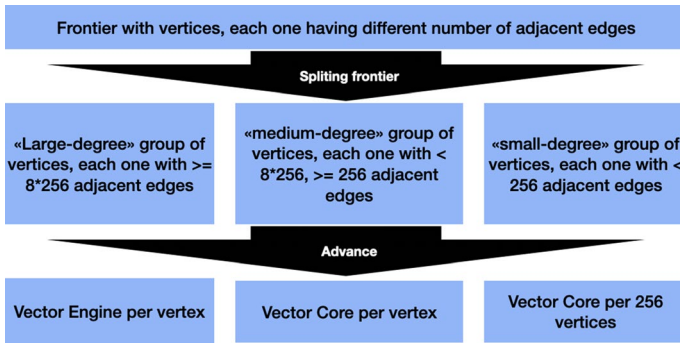 Frontier with vertices, each one having different number of adjacent edges
Spliting frontier
«Large-degree» group of
vertices, each one with >=
8*256 adjacent edges
«medium-degree» group of
vertices, each one with <
8*256, >= 256 adjacent
edges
«small-degree» group of
vertices, each one with <
256 adjacent edges
Advance
Vector Engine per vertex
Vector Core per vertex
Vector Core per 256
vertices